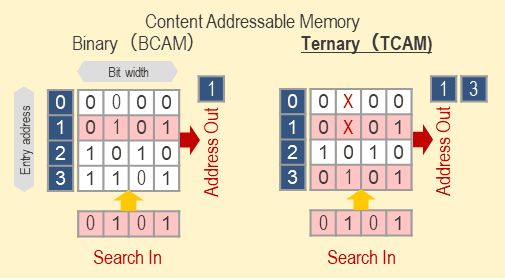 Content Addressable Memory
Binary (BCAM)
Ternary (TCAM)
Bit width
Entry address
0 0 0 0 0
1 0 1 0 1
2 1 0 1 0
3 1 1 0 1
1
Address Out
0 1 0 1
Search In
0 0 X 0 0
1 0 X 0 1
2 1 0 1 0
3 0 1 0 1
1 3
Address Out
0 1 0 1
Search In